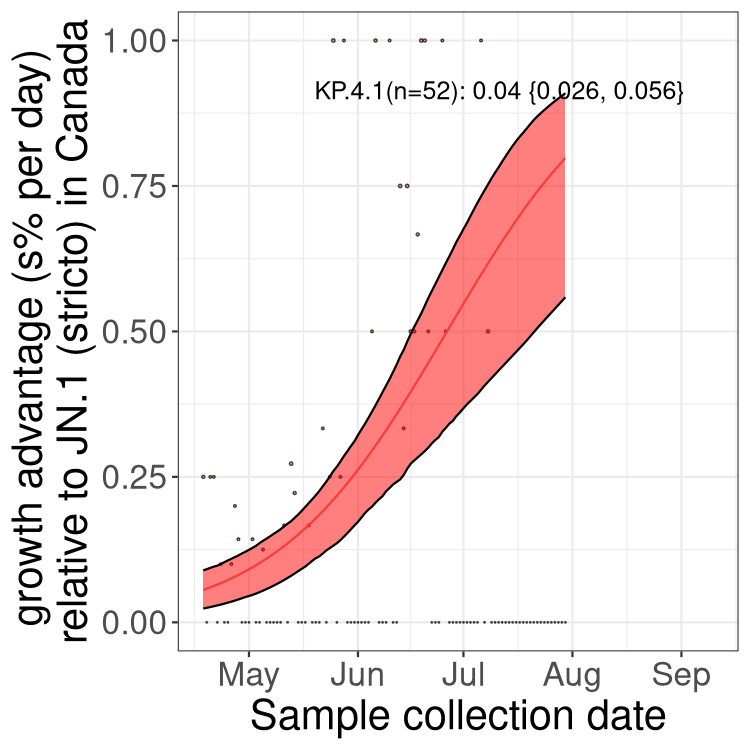 growth advantage (s% per day)
relative to JN.1 (stricto) in Canada
1.00
0.75
0.50
0.25
0.00
KP.4.1(n=52): 0.04 {0.026, 0.056}
May Jun Jul Aug Sep
Sample collection date